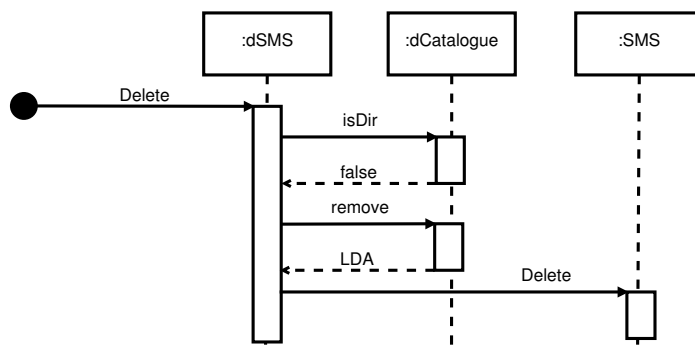 :dSMS :dCatalogue :SMS
Delete
isDir
false
remove
LDA
Delete